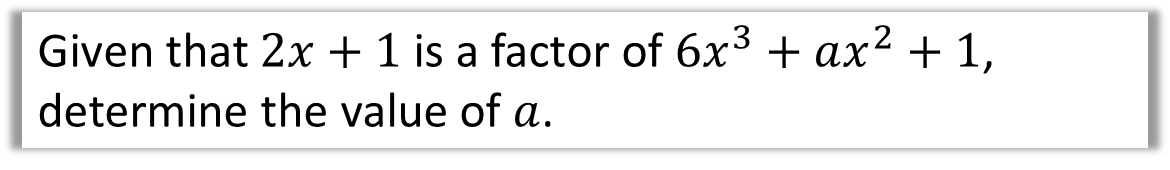 Given that 2𝑥 + 1 is a factor of 6𝑥³ + 𝑎𝑥² + 1,
determine the value of 𝑎.